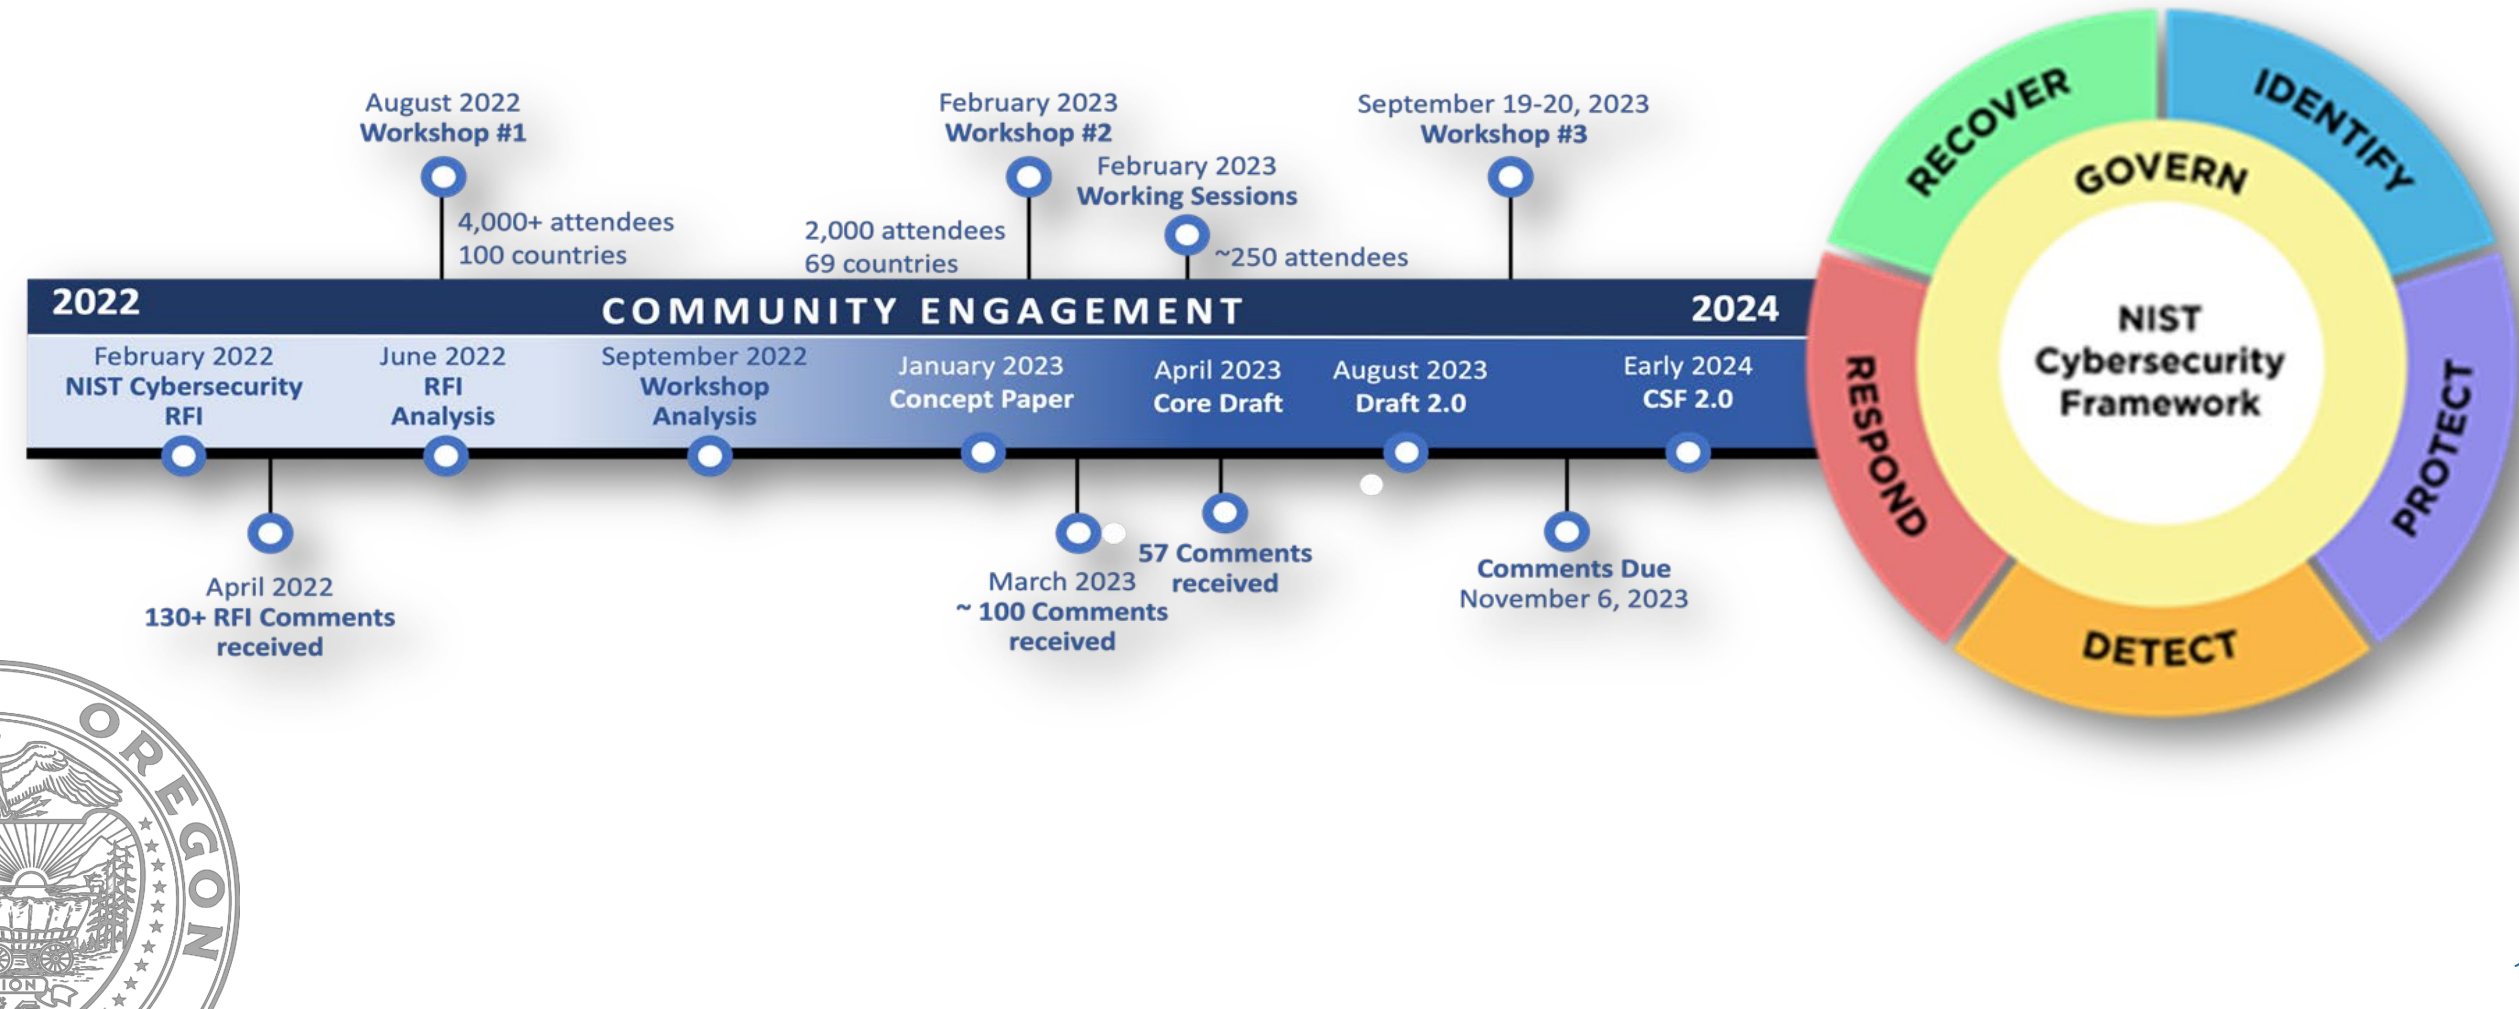 August 2022
Workshop #1
4,000+ attendees
100 countries
February 2023
Workshop #2
2,000 attendees
69 countries
February 2023
Working Sessions
~250 attendees
September 19-20, 2023
Workshop #3
2022
COMMUNITY ENGAGEMENT
2024
February 2022
NIST Cybersecurity
RFI
June 2022
RFI
Analysis
September 2022
Workshop
Analysis
January 2023
Concept Paper
April 2023
Core Draft
August 2023
Draft 2.0
Early 2024
CSF 2.0
April 2022
130+ RFI Comments
received
March 2023
~ 100 Comments
received
57 Comments
received
Comments Due
November 6, 2023
RECOVER
IDENTIFY
GOVERN
RESPOND
PROTECT
DETECT
NIST
Cybersecurity
Framework
OREGON